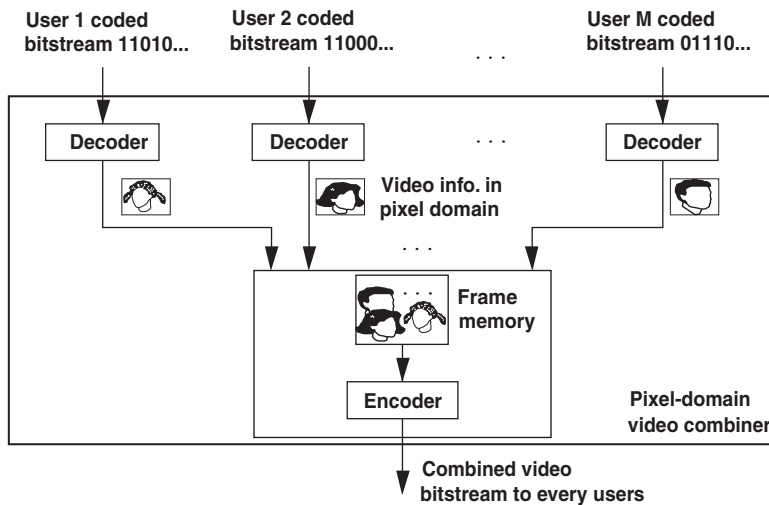 User 1 coded
bitstream 11010...
User 2 coded
bitstream 11000...
User M coded
bitstream 01110...
. . .
Decoder
Decoder
. . .
Decoder
Video info. in
pixel domain
. . .
. . .
Frame
memory
Encoder
Pixel-domain
video combiner
Combined video
bitstream to every users